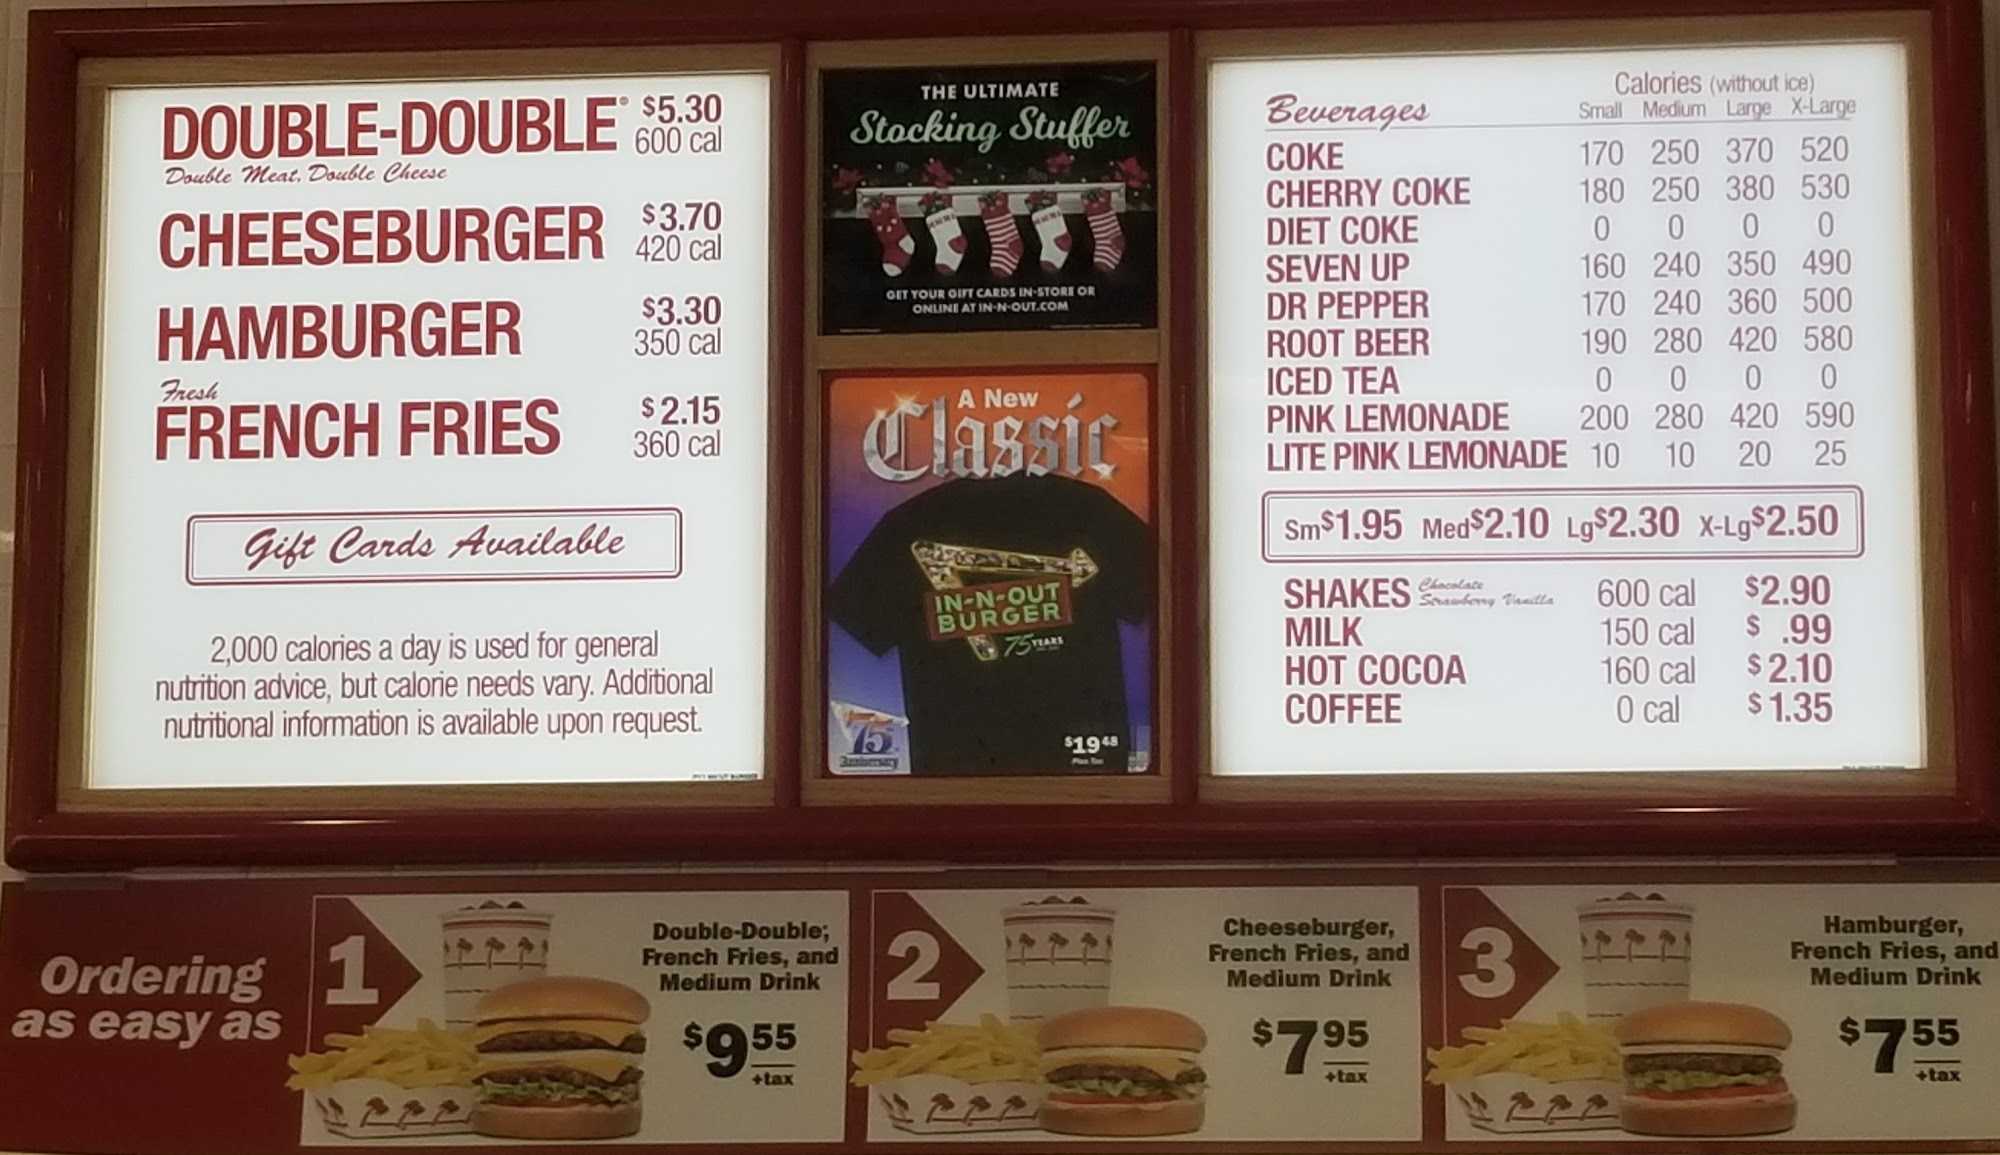 DOUBLE-DOUBLE® $5.30
600 cal
Double Meat, Double Cheese
CHEESEBURGER $3.70
420 cal
HAMBURGER $3.30
350 cal
Fresh
FRENCH FRIES $2.15
360 cal
Gift Cards Available
2,000 calories a day is used for general
nutrition advice, but calorie needs vary. Additional
nutritional information is available upon request.
THE ULTIMATE
Stocking Stuffer
GET YOUR GIFT CARDS IN-STORE OR
ONLINE AT IN-N-OUT.COM
A New
Classic
IN-N-OUT
BURGER
75 YEARS
75
Anniversary
$19 48
Plus Tax
Calories (without ice)
Beverages Small Medium Large X-Large
COKE 170 250 370 520
CHERRY COKE 180 250 380 530
DIET COKE 0 0 0 0
SEVEN UP 160 240 350 490
DR PEPPER 170 240 360 500
ROOT BEER 190 280 420 580
ICED TEA 0 0 0 0
PINK LEMONADE 200 280 420 590
LITE PINK LEMONADE 10 10 20 25
Sm$1.95 Med$2.10 Lg$2.30 X-Lg$2.50
SHAKES Chocolate Strawberry Vanilla 600 cal $2.90
MILK 150 cal $ .99
HOT COCOA 160 cal $2.10
COFFEE 0 cal $1.35
Ordering
as easy as
1
Double-Double,
French Fries, and
Medium Drink
$9 55
+tax
2
Cheeseburger,
French Fries, and
Medium Drink
$7 95
+tax
3
Hamburger,
French Fries, and
Medium Drink
$7 55
+tax